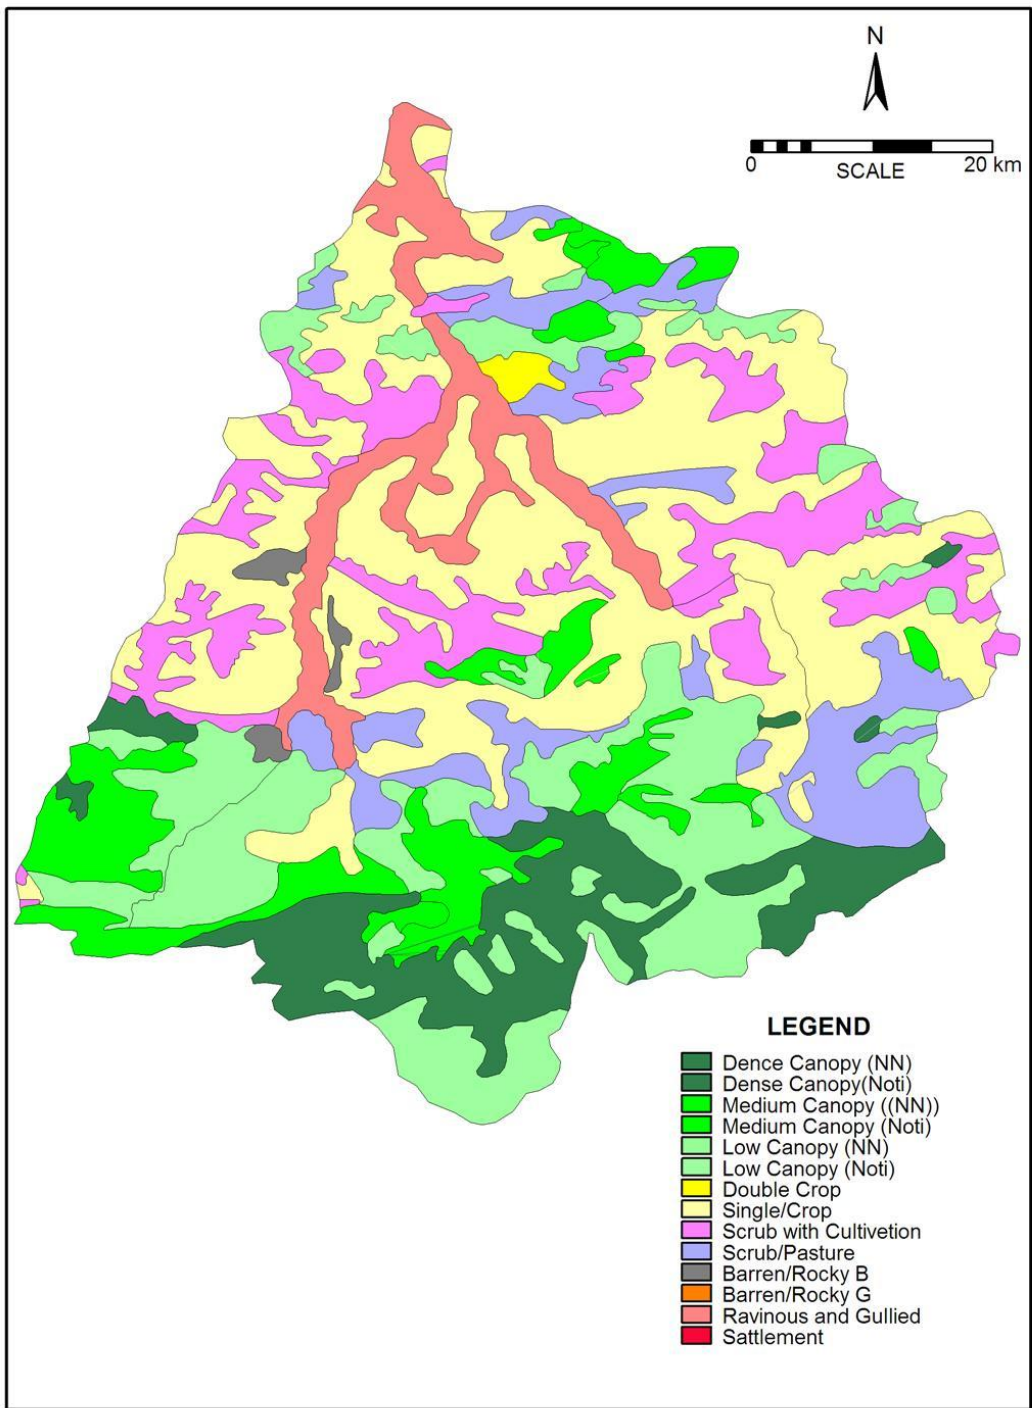 N
0 20 km
SCALE
LEGEND
Dence Canopy (NN)
Dense Canopy(Noti)
Medium Canopy ((NN))
Medium Canopy (Noti)
Low Canopy (NN)
Low Canopy (Noti)
Double Crop
Single/Crop
Scrub with Cultivetion
Scrub/Pasture
Barren/Rocky B
Barren/Rocky G
Ravinous and Gullied
Sattlement